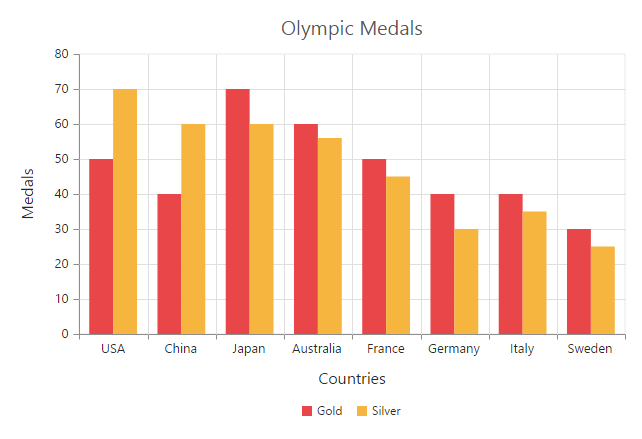 Olympic Medals
80
70
60
50
40
30
20
10
0
Medals
USA China Japan Australia France Germany Italy Sweden
Countries
Gold Silver